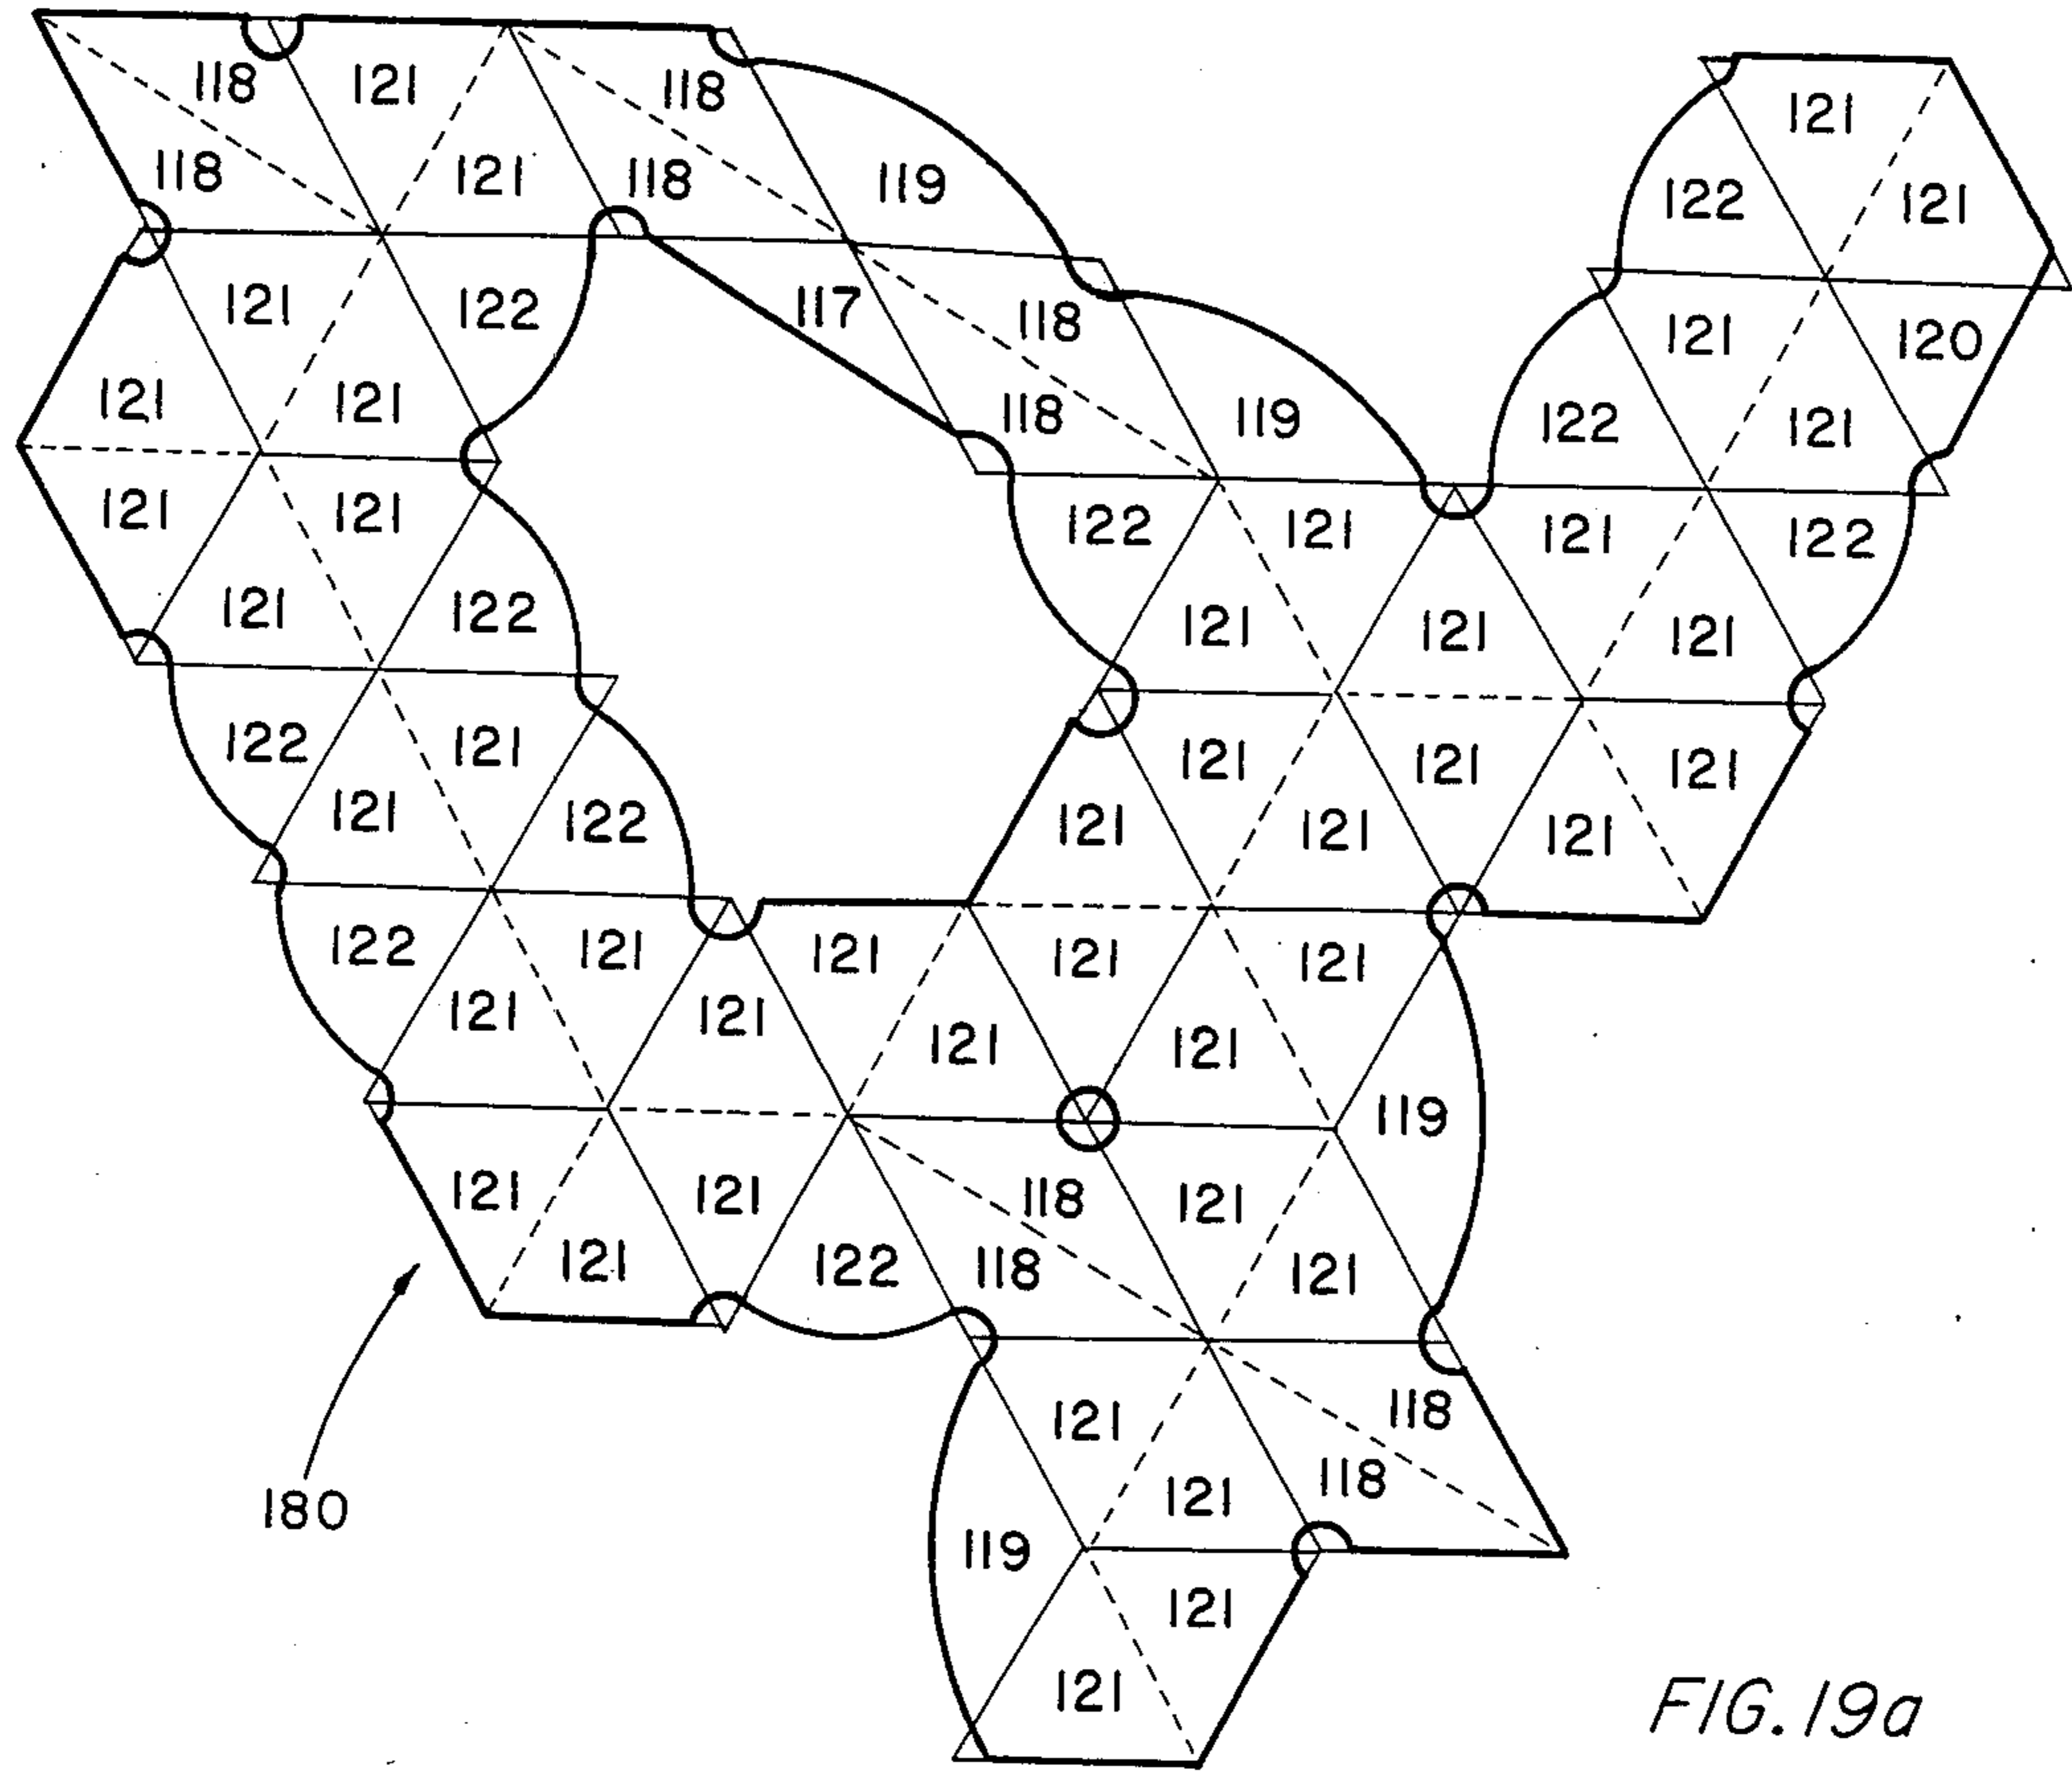 118 121 118 121
118 121 118 119 122 121
121 122 117 118 121 120
121 121 118 119 122 121
121 121 122 121 121 122
121 122 121 121 121
122 121 121 121 121
121 122 121 121 121
122 121 121 121 121
121 121 121 121
119
121 121 118 121
121 122 118 121
121 118
180 121 118
119
121
121
FIG. 19a